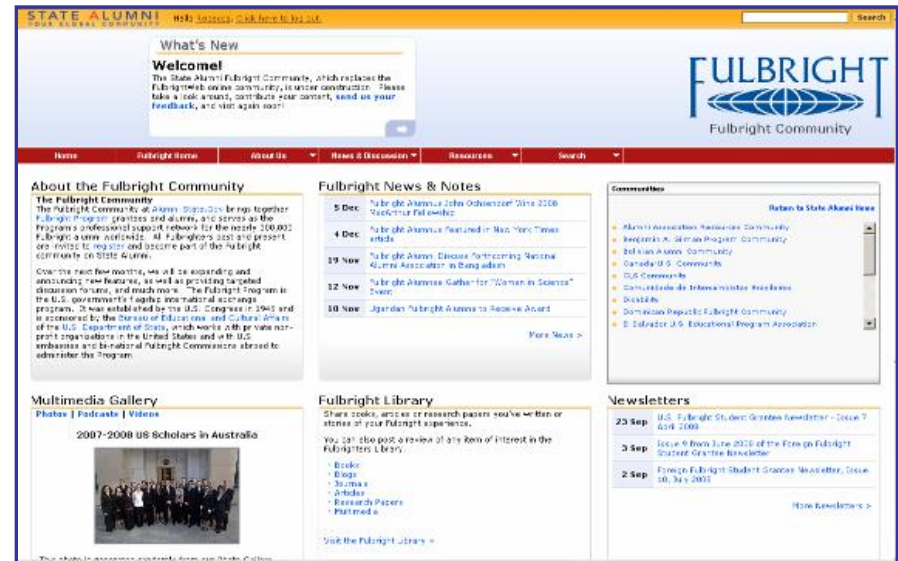 STATE ALUMNI
YOUR GLOBAL COMMUNITY
Hello Rebecca. Click here to log out.
Search
What's New
Welcome!
The State Alumni Fulbright Community, which replaces the
FulbrightWeb online community, is under construction. Please
take a look around, contribute your content, send us your
feedback, and visit again soon!
FULBRIGHT
Fulbright Community
Home
Fulbright Home
About Us
News & Discussion
Resources
Search
About the Fulbright Community
The Fulbright Community
The Fulbright Community at Alumni.State.Gov brings together
Fulbright Program grantees and alumni, and serves as the
Program's professional support network for the nearly 300,000
Fulbright alumni worldwide. All Fulbrighters past and present
are invited to register and become part of the Fulbright
community on State Alumni.
Over the next few months, we will be expanding and
announcing new features, as well as providing targeted
discussion forums, and much more. The Fulbright Program is
the U.S. government's flagship international exchange
program. It was established by the U.S. Congress in 1946 and
is sponsored by the Bureau of Educational and Cultural Affairs
of the U.S. Department of State, which works with private non-
profit organizations in the United States and with U.S.
embassies and bi-national Fulbright Commissions abroad to
administer the Program
Fulbright News & Notes
5 Dec
Fulbright Alumnus John Ochsendorf Wins 2008
MacArthur Fellowship
4 Dec
Fulbright Alumnus Featured in New York Times
article
19 Nov
Fulbright Alumni Discuss Forthcoming National
Alumni Association in Bangladesh
12 Nov
Fulbright Alumnae Gather for "Women in Science"
Event
10 Nov
Ugandan Fulbright Alumna to Receive Award
More News >
Communities
Return to State Alumni Home
Alumni Association Resources Community
Benjamin A. Gilman Program Community
Bolivian Alumni Community
Canada-U.S. Community
CLS Community
Comunidade de Intercambistas Brasileiros
Disability
Dominican Republic Fulbright Community
El Salvador U.S. Educational Program Association
Multimedia Gallery
Photos | Podcasts | Videos
2007-2008 US Scholars in Australia
Fulbright Library
Share books, articles or research papers you've written or
stories of your Fulbright experience.
You can also post a review of any item of interest in the
Fulbrighters Library.
Books
Blogs
Journals
Articles
Research Papers
Multimedia
Visit the Fulbright Library »
Newsletters
23 Sep
U.S. Fulbright Student Grantee Newsletter - Issue 7
April 2008
3 Sep
Issue 9 from June 2008 of the Foreign Fulbright
Student Grantee Newsletter
2 Sep
Foreign Fulbright Student Grantee Newsletter, Issue
10, July 2008
More Newsletters >